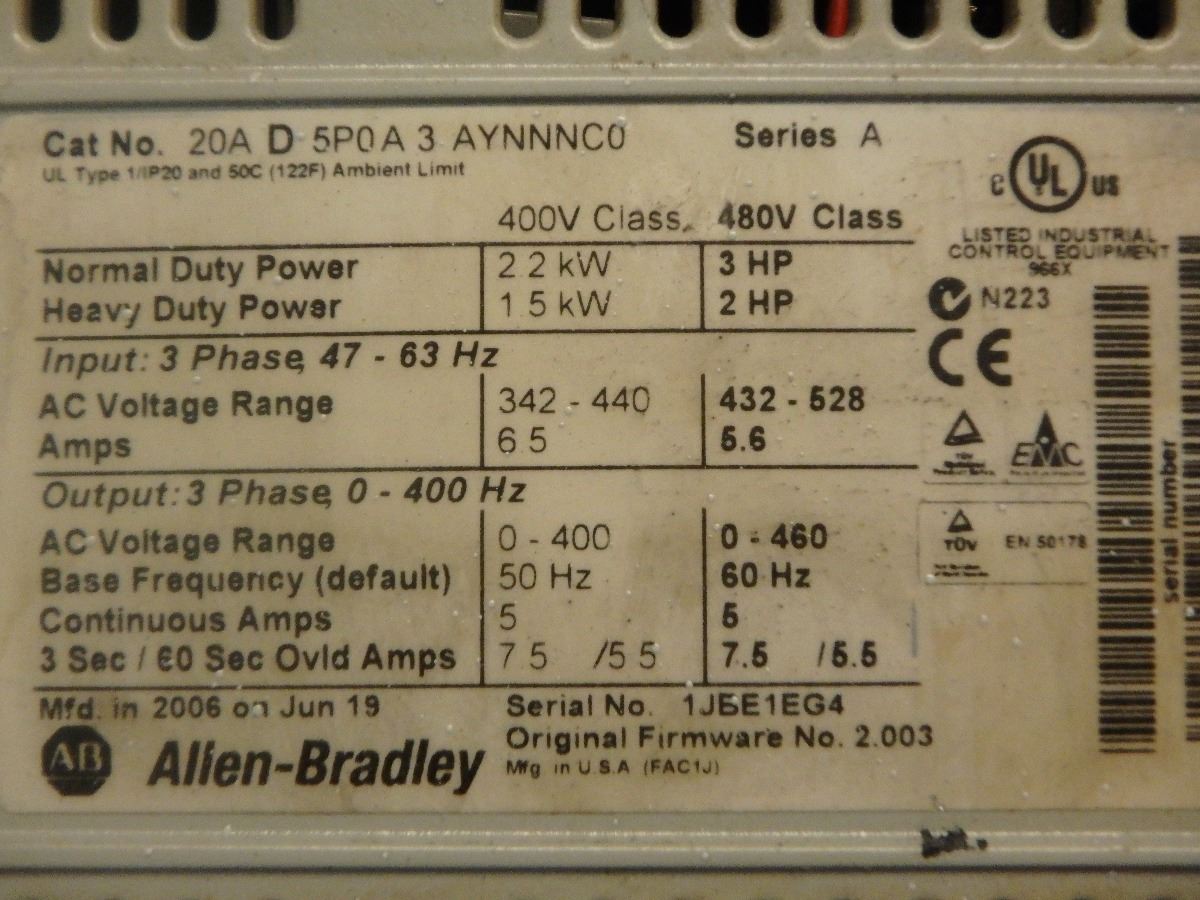 Cat No. 20A D 5P0 A 3 AYNNNC0 Series A
UL Type 1/IP20 and 50C (122F) Ambient Limit
400V Class 480V Class
Normal Duty Power 2.2 kW 3 HP
Heavy Duty Power 1.5 kW 2 HP
Input: 3 Phase, 47 - 63 Hz
AC Voltage Range 342 - 440 432 - 528
Amps 6.5 5.6
Output: 3 Phase, 0 - 400 Hz
AC Voltage Range 0 - 400 0 - 460
Base Frequency (default) 50 Hz 60 Hz
Continuous Amps 5 5
3 Sec / 60 Sec Ovld Amps 7.5 /5.5 7.5 /5.5
Mfd. in 2006 on Jun 19 Serial No.
Original Firmware No. 2.003
Mfg in U.S.A (FAC1J)
AB Allen-Bradley
C UL US
LISTED INDUSTRIAL
CONTROL EQUIPMENT
966X
N223
CE
TÜV EMC
TÜV EN 50178
serial number